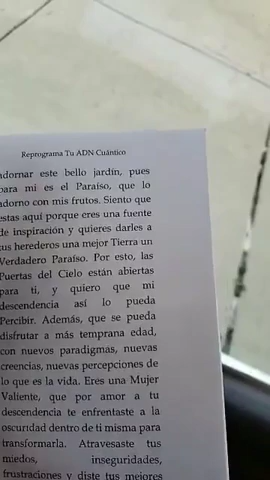 Reprograma Tu ADN Cuántico
adornar este bello jardín, pues
para mi es el Paraíso, que lo
adorno con mis frutos. Siento que
estas aquí porque eres una fuente
de inspiración y quieres darles a
tus herederos una mejor Tierra un
Verdadero Paraíso. Por esto, las
Puertas del Cielo están abiertas
para ti, y quiero que mi
descendencia así lo pueda
Percibir. Además, que se pueda
disfrutar a más temprana edad,
con nuevos paradigmas, nuevas
creencias, nuevas percepciones de
lo que es la vida. Eres una Mujer
Valiente, que por amor a tu
descendencia te enfrentaste a la
oscuridad dentro de ti misma para
transformarla. Atravesaste tus
miedos, inseguridades,
frustraciones y diste tus mejores